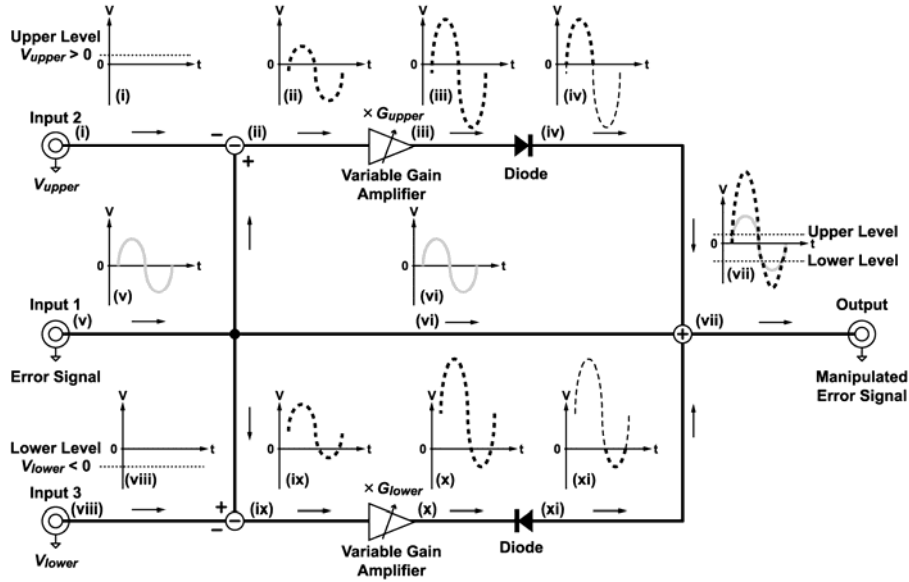 Upper Level
V_upper > 0
V
0
t
(i)
V
0
t
(ii)
V
0
t
(iii)
V
0
t
(iv)
Input 2
(i)
−
+
(ii)
× G_upper
(iii)
(iv)
V_upper
Variable Gain
Amplifier
Diode
V
0
t
(v)
V
0
t
(vi)
V
0
t
(vii)
Upper Level
Lower Level
Input 1
(v)
(vi)
+
(vii)
Output
Error Signal
Manipulated
Error Signal
Lower Level
V_lower < 0
V
0
t
(viii)
V
0
t
(ix)
V
0
t
(x)
V
0
t
(xi)
Input 3
(viii)
+
−
−
(ix)
× G_lower
(x)
(xi)
V_lower
Variable Gain
Amplifier
Diode